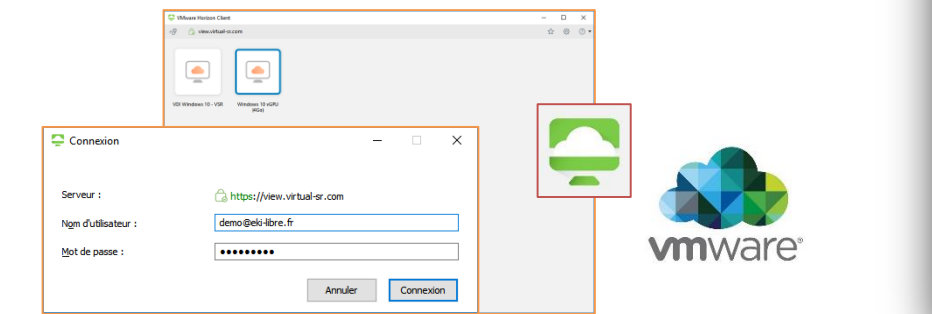 VMware Horizon Client
view.virtual-sr.com
VDI Windows 10 - VSR
Windows 10 vGPU
(4Go)
Connexion
Serveur :
https://view.virtual-sr.com
Nom d'utilisateur :
demo@eki-libre.fr
Mot de passe :
Annuler
Connexion
vmware®